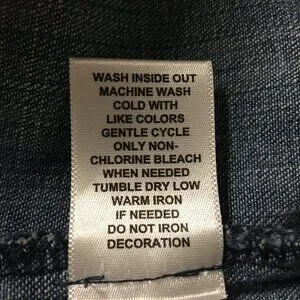 WASH INSIDE OUT
MACHINE WASH
COLD WITH
LIKE COLORS
GENTLE CYCLE
ONLY NON-
CHLORINE BLEACH
WHEN NEEDED
TUMBLE DRY LOW
WARM IRON
IF NEEDED
DO NOT IRON
DECORATION